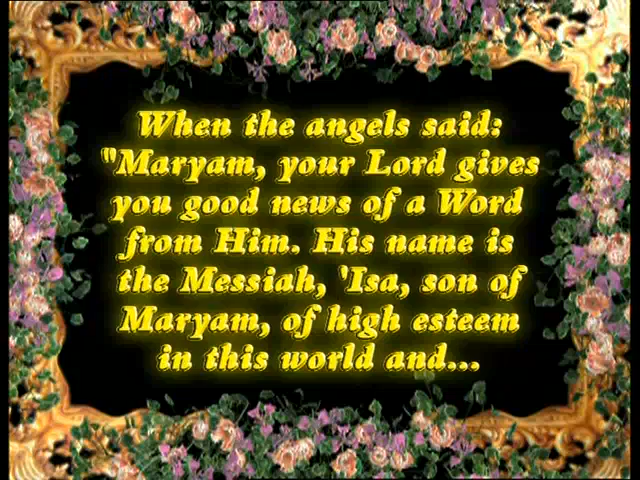 When the angels said:
"Maryam, your Lord gives
you good news of a Word
from Him. His name is
the Messiah, 'Isa, son of
Maryam, of high esteem
in this world and...